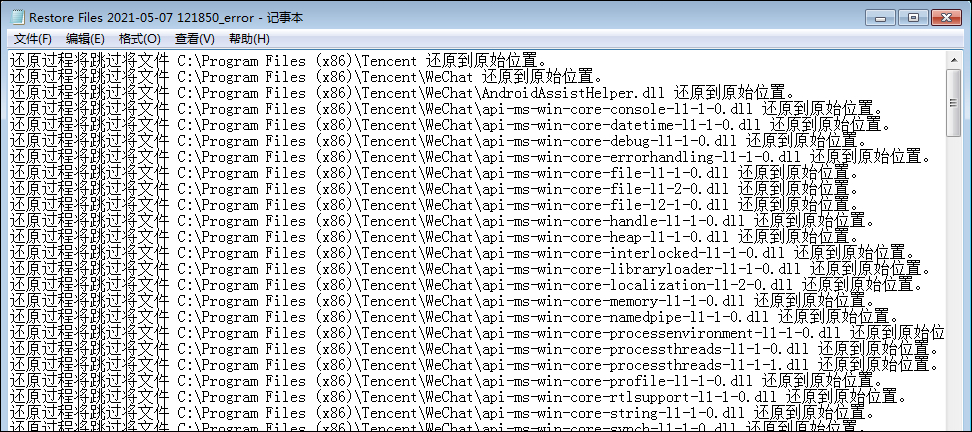 Restore Files 2021-05-07 121850_error - 记事本
文件(F) 编辑(E) 格式(O) 查看(V) 帮助(H)
还原过程将跳过将文件 C:\Program Files (x86)\Tencent 还原到原始位置。
还原过程将跳过将文件 C:\Program Files (x86)\Tencent\WeChat 还原到原始位置。
还原过程将跳过将文件 C:\Program Files (x86)\Tencent\WeChat\AndroidAssistHelper.dll 还原到原始位置。
还原过程将跳过将文件 C:\Program Files (x86)\Tencent\WeChat\api-ms-win-core-console-l1-1-0.dll 还原到原始位置。
还原过程将跳过将文件 C:\Program Files (x86)\Tencent\WeChat\api-ms-win-core-datetime-l1-1-0.dll 还原到原始位置。
还原过程将跳过将文件 C:\Program Files (x86)\Tencent\WeChat\api-ms-win-core-debug-l1-1-0.dll 还原到原始位置。
还原过程将跳过将文件 C:\Program Files (x86)\Tencent\WeChat\api-ms-win-core-errorhandling-l1-1-0.dll 还原到原始位置。
还原过程将跳过将文件 C:\Program Files (x86)\Tencent\WeChat\api-ms-win-core-file-l1-1-0.dll 还原到原始位置。
还原过程将跳过将文件 C:\Program Files (x86)\Tencent\WeChat\api-ms-win-core-file-l1-2-0.dll 还原到原始位置。
还原过程将跳过将文件 C:\Program Files (x86)\Tencent\WeChat\api-ms-win-core-file-l2-1-0.dll 还原到原始位置。
还原过程将跳过将文件 C:\Program Files (x86)\Tencent\WeChat\api-ms-win-core-handle-l1-1-0.dll 还原到原始位置。
还原过程将跳过将文件 C:\Program Files (x86)\Tencent\WeChat\api-ms-win-core-heap-l1-1-0.dll 还原到原始位置。
还原过程将跳过将文件 C:\Program Files (x86)\Tencent\WeChat\api-ms-win-core-interlocked-l1-1-0.dll 还原到原始位置。
还原过程将跳过将文件 C:\Program Files (x86)\Tencent\WeChat\api-ms-win-core-libraryloader-l1-1-0.dll 还原到原始位置。
还原过程将跳过将文件 C:\Program Files (x86)\Tencent\WeChat\api-ms-win-core-localization-l1-2-0.dll 还原到原始位置。
还原过程将跳过将文件 C:\Program Files (x86)\Tencent\WeChat\api-ms-win-core-memory-l1-1-0.dll 还原到原始位置。
还原过程将跳过将文件 C:\Program Files (x86)\Tencent\WeChat\api-ms-win-core-namedpipe-l1-1-0.dll 还原到原始位置。
还原过程将跳过将文件 C:\Program Files (x86)\Tencent\WeChat\api-ms-win-core-processenvironment-l1-1-0.dll 还原到原始位
还原过程将跳过将文件 C:\Program Files (x86)\Tencent\WeChat\api-ms-win-core-processthreads-l1-1-0.dll 还原到原始位置。
还原过程将跳过将文件 C:\Program Files (x86)\Tencent\WeChat\api-ms-win-core-processthreads-l1-1-1.dll 还原到原始位置。
还原过程将跳过将文件 C:\Program Files (x86)\Tencent\WeChat\api-ms-win-core-profile-l1-1-0.dll 还原到原始位置。
还原过程将跳过将文件 C:\Program Files (x86)\Tencent\WeChat\api-ms-win-core-rtlsupport-l1-1-0.dll 还原到原始位置。
还原过程将跳过将文件 C:\Program Files (x86)\Tencent\WeChat\api-ms-win-core-string-l1-1-0.dll 还原到原始位置。
还原过程将跳过将文件 C:\Program Files (x86)\Tencent\WeChat\api-ms-win-core-synch-l1-1-0.dll 还原到原始位置。